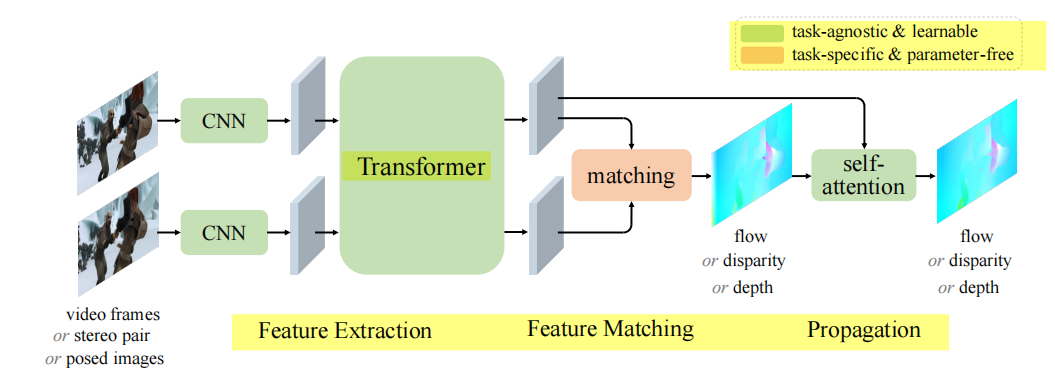 task-agnostic & learnable
task-specific & parameter-free
CNN
Transformer
matching
self-
attention
CNN
flow
or disparity
or depth
flow
or disparity
or depth
video frames
or stereo pair
or posed images
Feature Extraction
Feature Matching
Propagation